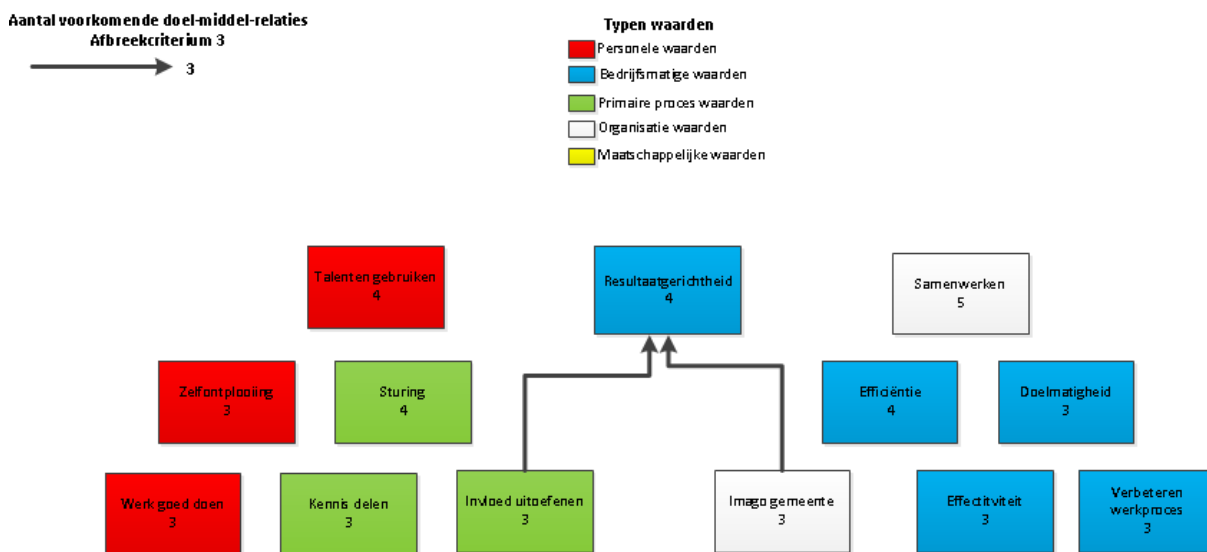 Aantal voorkomende doel-middel-relaties
Afbreekcriterium 3
3
Typen waarden
Personele waarden
Bedrijfsmatige waarden
Primaire proces waarden
Organisatie waarden
Maatschappelijke waarden
Talenten gebruiken
4
Resultaatgerichtheid
4
Samenwerken
5
Zelfontplooiing
3
Sturing
4
Efficiëntie
4
Doelmatigheid
3
Werk goed doen
3
Kennis delen
3
Invloed uitoefenen
3
Imago gemeente
3
Effectitviteit
3
Verbeteren
werkproces
3